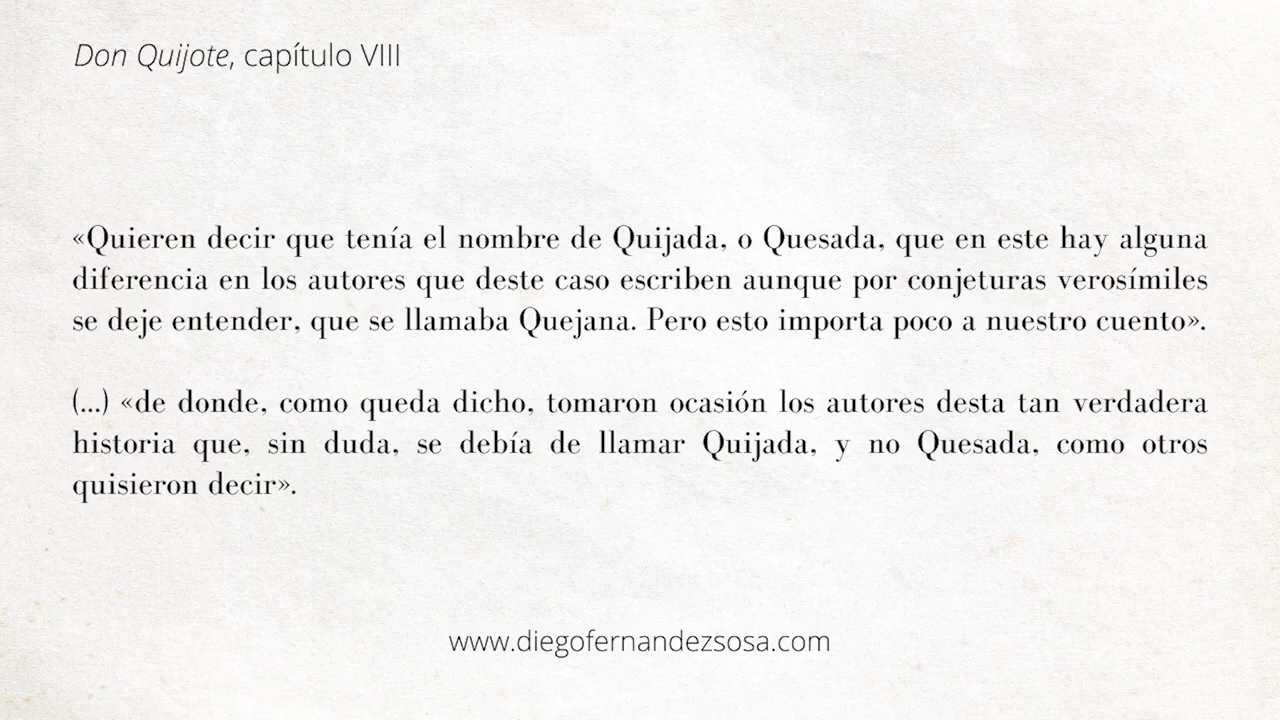 Don Quijote, capítulo VIII
«Quieren decir que tenía el nombre de Quijada, o Quesada, que en este hay alguna
diferencia en los autores que deste caso escriben aunque por conjeturas verosímiles
se deje entender, que se llamaba Quejana. Pero esto importa poco a nuestro cuento».
(...) «de donde, como queda dicho, tomaron ocasión los autores desta tan verdadera
historia que, sin duda, se debía de llamar Quijada, y no Quesada, como otros
quisieron decir».
www.diegofernandezsosa.com